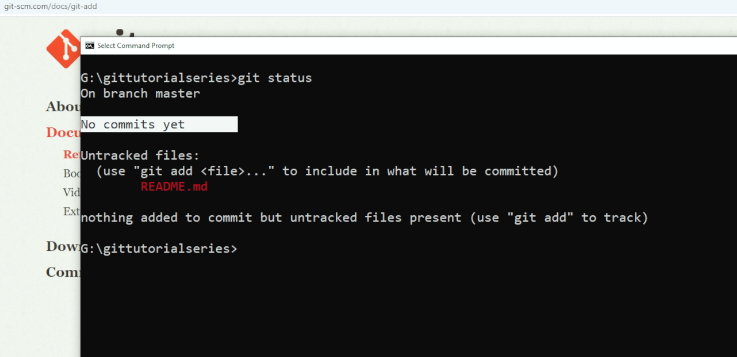 git-scm.com/docs/git-add
Select Command Prompt
G:\gittutorialseries>git status
On branch master
No commits yet
Untracked files:
(use "git add <file>..." to include in what will be committed)
README.md
nothing added to commit but untracked files present (use "git add" to track)
G:\gittutorialseries>
Abou
Docu
Re
Boo
Vid
Ext
Down
Com